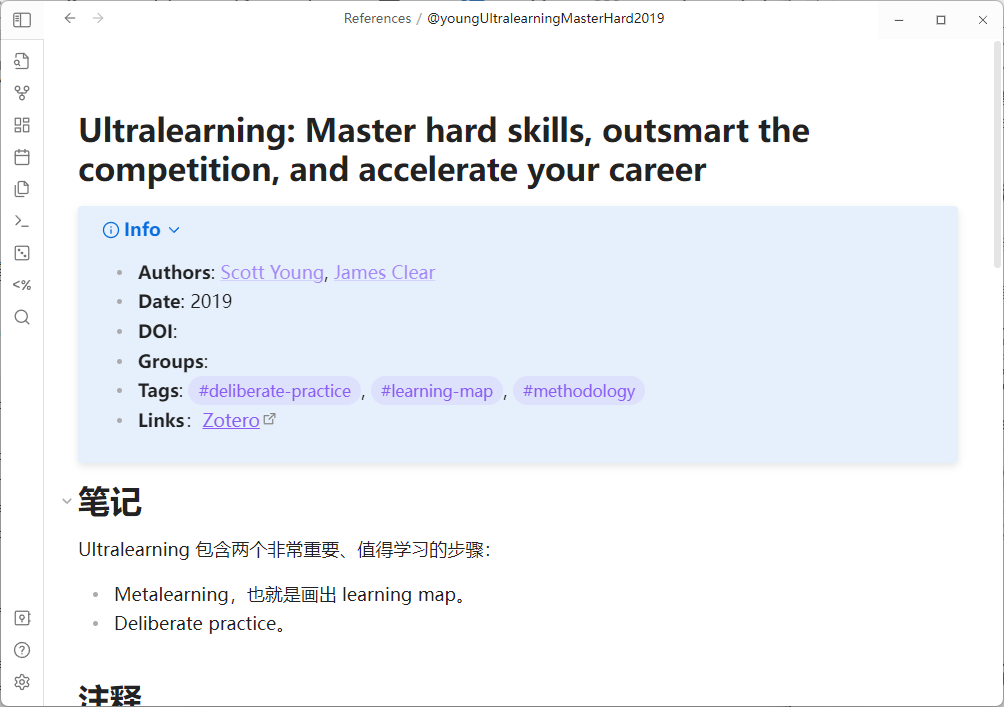 References / @youngUltralearningMasterHard2019
Ultralearning: Master hard skills, outsmart the
competition, and accelerate your career
Info
Authors: Scott Young, James Clear
Date: 2019
DOI:
Groups:
Tags: #deliberate-practice , #learning-map , #methodology
Links： Zotero
笔记
Ultralearning 包含两个非常重要、值得学习的步骤：
Metalearning，也就是画出 learning map。
Deliberate practice。
注释